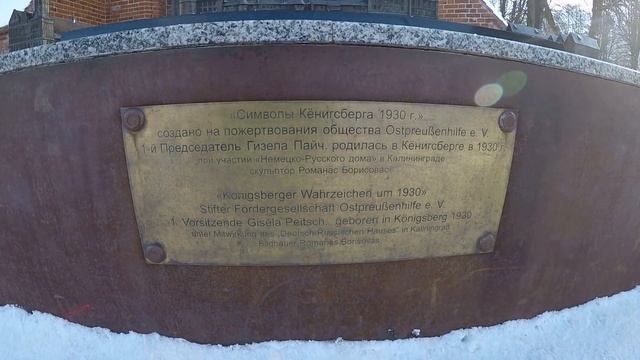 «Символы Кёнигсберга 1930 г.»
создано на пожертвования общества Ostpreußenhilfe e. V.
1-й Председатель Гизела Пайч, родилась в Кёнигсберге в 1930 г.
при участии «Немецко-Русского дома» в Калининграде
скульптор Романас Борисовас
«Königsberger Wahrzeichen um 1930»
Stifter Fördergesellschaft Ostpreußenhilfe e. V.
1. Vorsitzende Gisela Peitsch, geboren in Königsberg 1930
unter Mitwirkung des „Deutsch-Russischen Hauses" in Kaliningrad
Bildhauer Romanas Borisovas